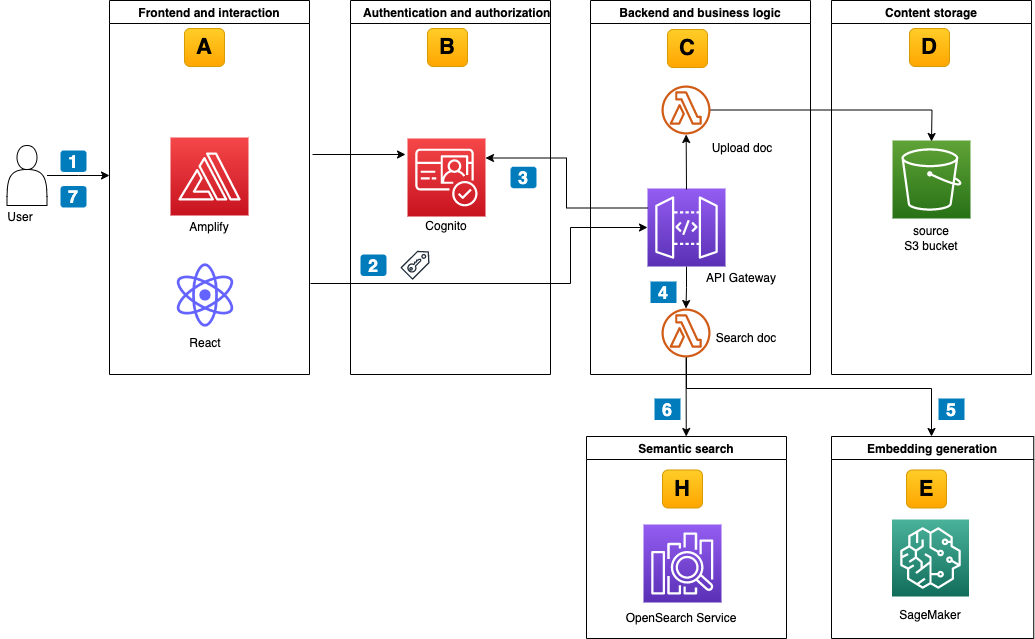 Frontend and interaction
Authentication and authorization
Backend and business logic
Content storage
A
B
C
D
Upload doc
1
7
User
Amplify
Cognito
3
source
S3 bucket
2
API Gateway
4
React
Search doc
6
5
Semantic search
Embedding generation
H
E
</>
OpenSearch Service
SageMaker